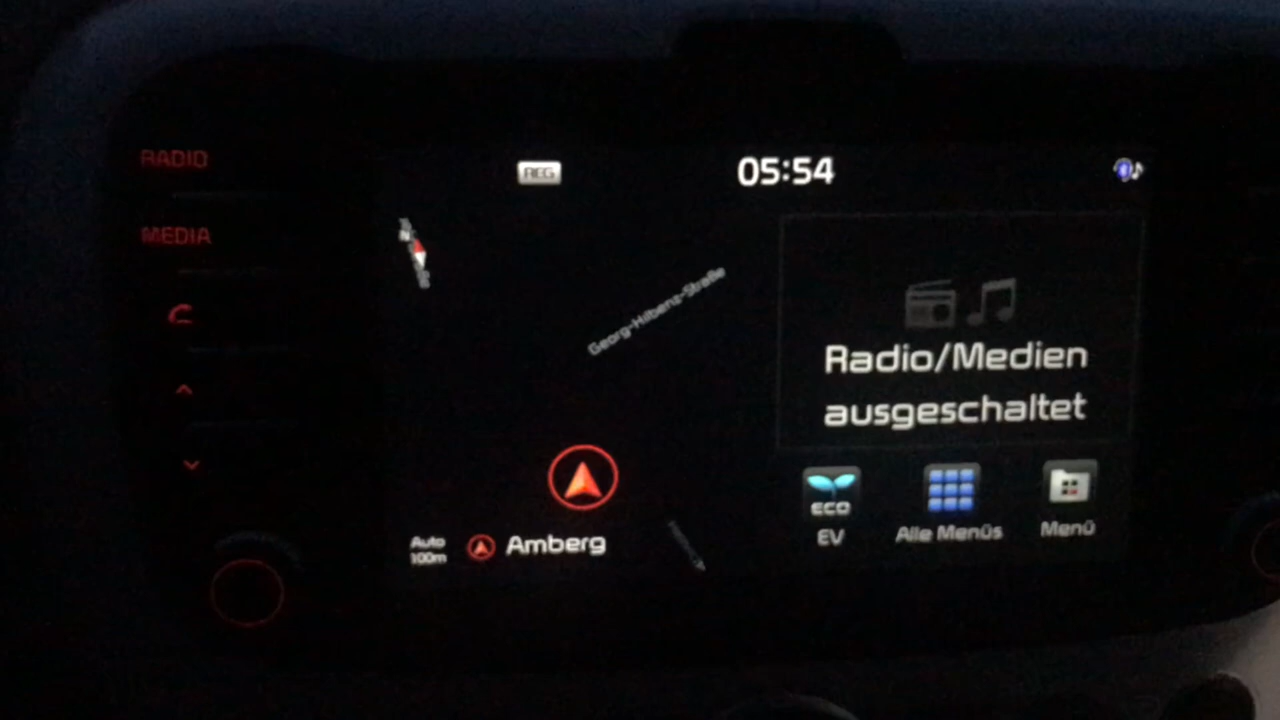 RADIO
MEDIA
REG
05:54
Georg-Hilbenz-Straße
Radio/Medien
ausgeschaltet
ECO
EV
Alle Menüs
Menü
Auto
100m
Amberg